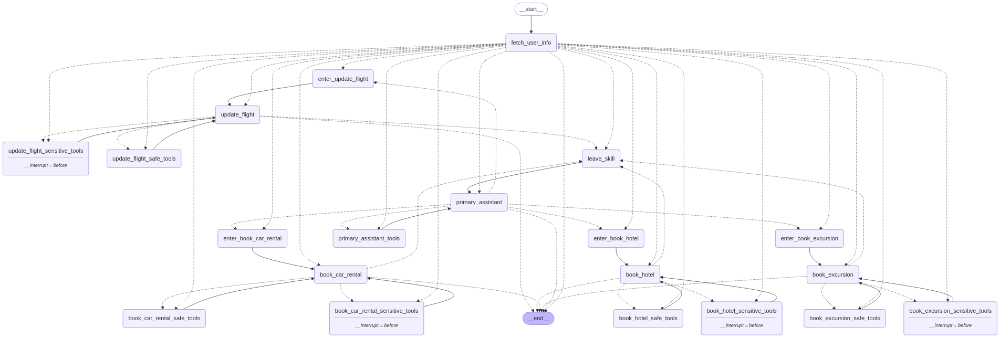 __start__
fetch_user_info
enter_update_flight
update_flight
update_flight_sensitive_tools
__interrupt = before
update_flight_safe_tools
leave_skill
primary_assistant
enter_book_car_rental
primary_assistant_tools
enter_book_hotel
enter_book_excursion
book_car_rental
book_hotel
book_excursion
book_car_rental_safe_tools
book_car_rental_sensitive_tools
__interrupt = before
__end__
book_hotel_safe_tools
book_hotel_sensitive_tools
__interrupt = before
book_excursion_safe_tools
book_excursion_sensitive_tools
__interrupt = before